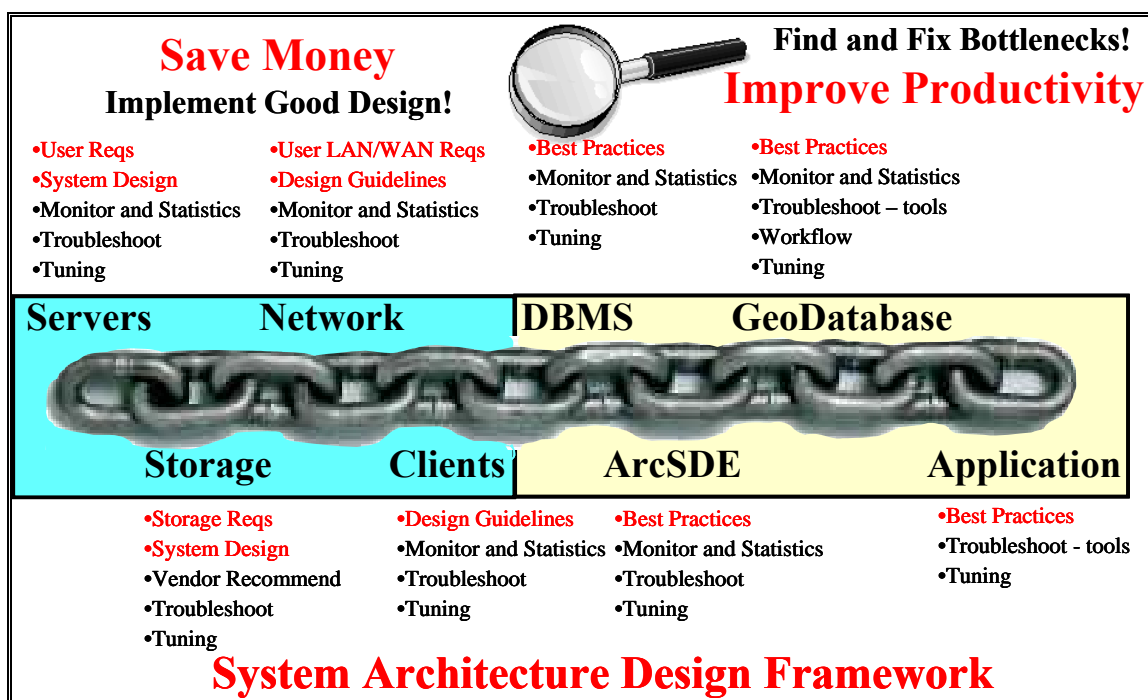 Save Money
Implement Good Design!
Find and Fix Bottlenecks!
Improve Productivity
•User Reqs
•System Design
•Monitor and Statistics
•Troubleshoot
•Tuning
•User LAN/WAN Reqs
•Design Guidelines
•Monitor and Statistics
•Troubleshoot
•Tuning
•Best Practices
•Monitor and Statistics
•Troubleshoot
•Tuning
•Best Practices
•Monitor and Statistics
•Troubleshoot – tools
•Workflow
•Tuning
Servers
Network
DBMS
GeoDatabase
Storage
Clients
ArcSDE
Application
•Storage Reqs
•System Design
•Vendor Recommend
•Troubleshoot
•Tuning
•Design Guidelines
•Monitor and Statistics
•Troubleshoot
•Tuning
•Best Practices
•Monitor and Statistics
•Troubleshoot
•Tuning
•Best Practices
•Troubleshoot - tools
•Tuning
System Architecture Design Framework